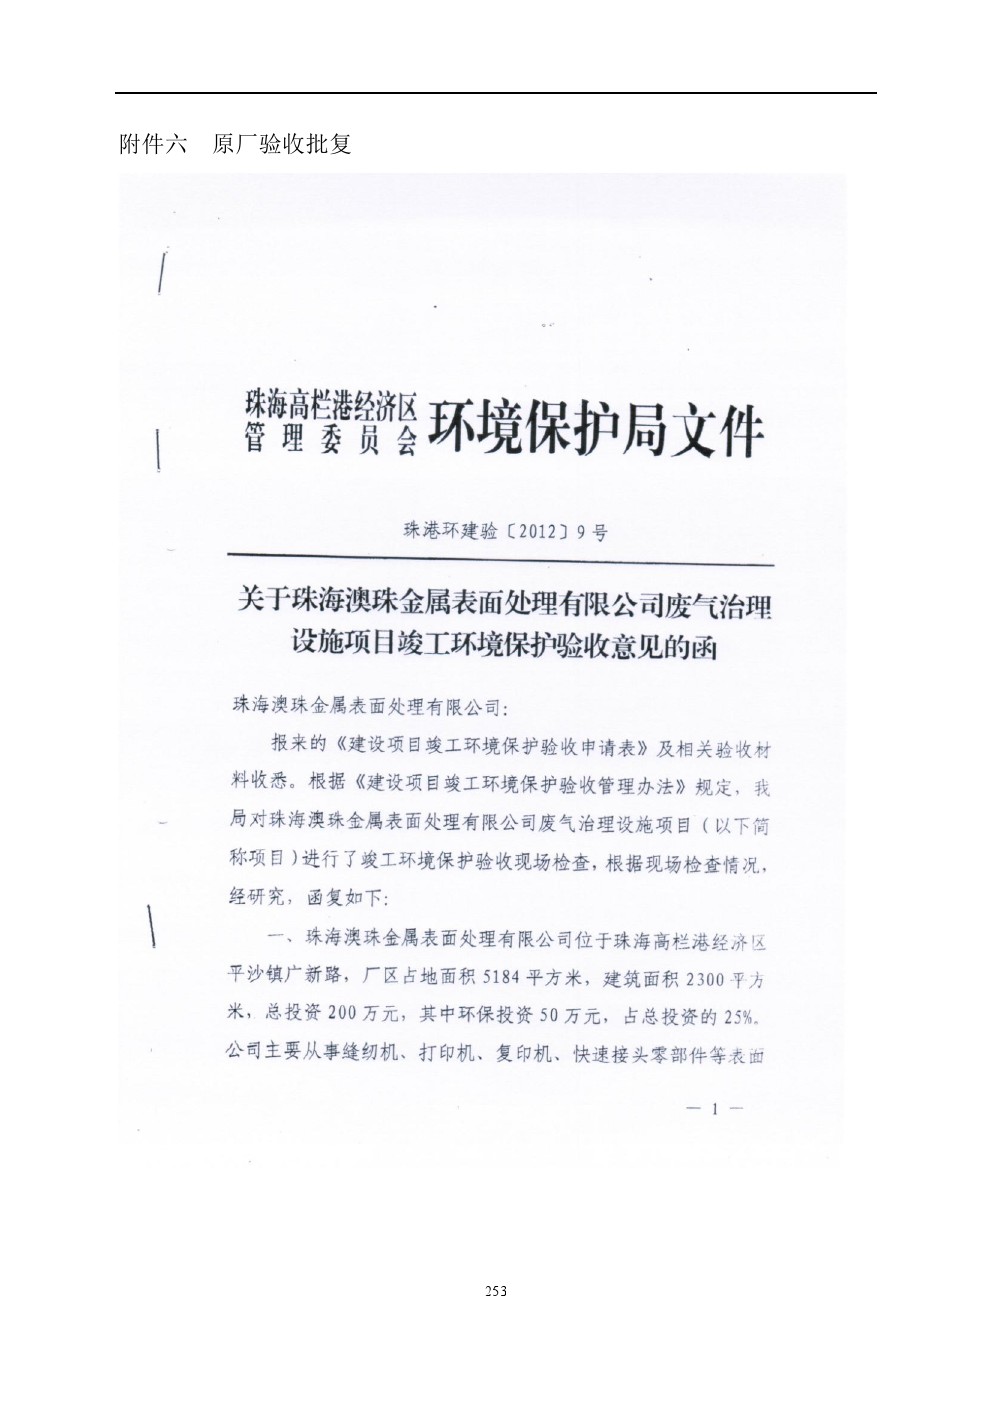 附件六　原厂验收批复
珠海高栏港经济区
管理委员会
环境保护局文件
珠港环建验〔2012〕9号
关于珠海澳珠金属表面处理有限公司废气治理
设施项目竣工环境保护验收意见的函
珠海澳珠金属表面处理有限公司:
报来的《建设项目竣工环境保护验收申请表》及相关验收材
料收悉。根据《建设项目竣工环境保护验收管理办法》规定，我
局对珠海澳珠金属表面处理有限公司废气治理设施项目（以下简
称项目)进行了竣工环境保护验收现场检查，根据现场检查情况，
经研究，函复如下:
一、珠海澳珠金属表面处理有限公司位于珠海高栏港经济区
平沙镇广新路，厂区占地面积5184平方米，建筑面积2300平方
米，总投资200万元，其中环保投资50万元，占总投资的25%。
公司主要从事缝纫机、打印机、复印机、快速接头零部件等表面
— 1 —
253